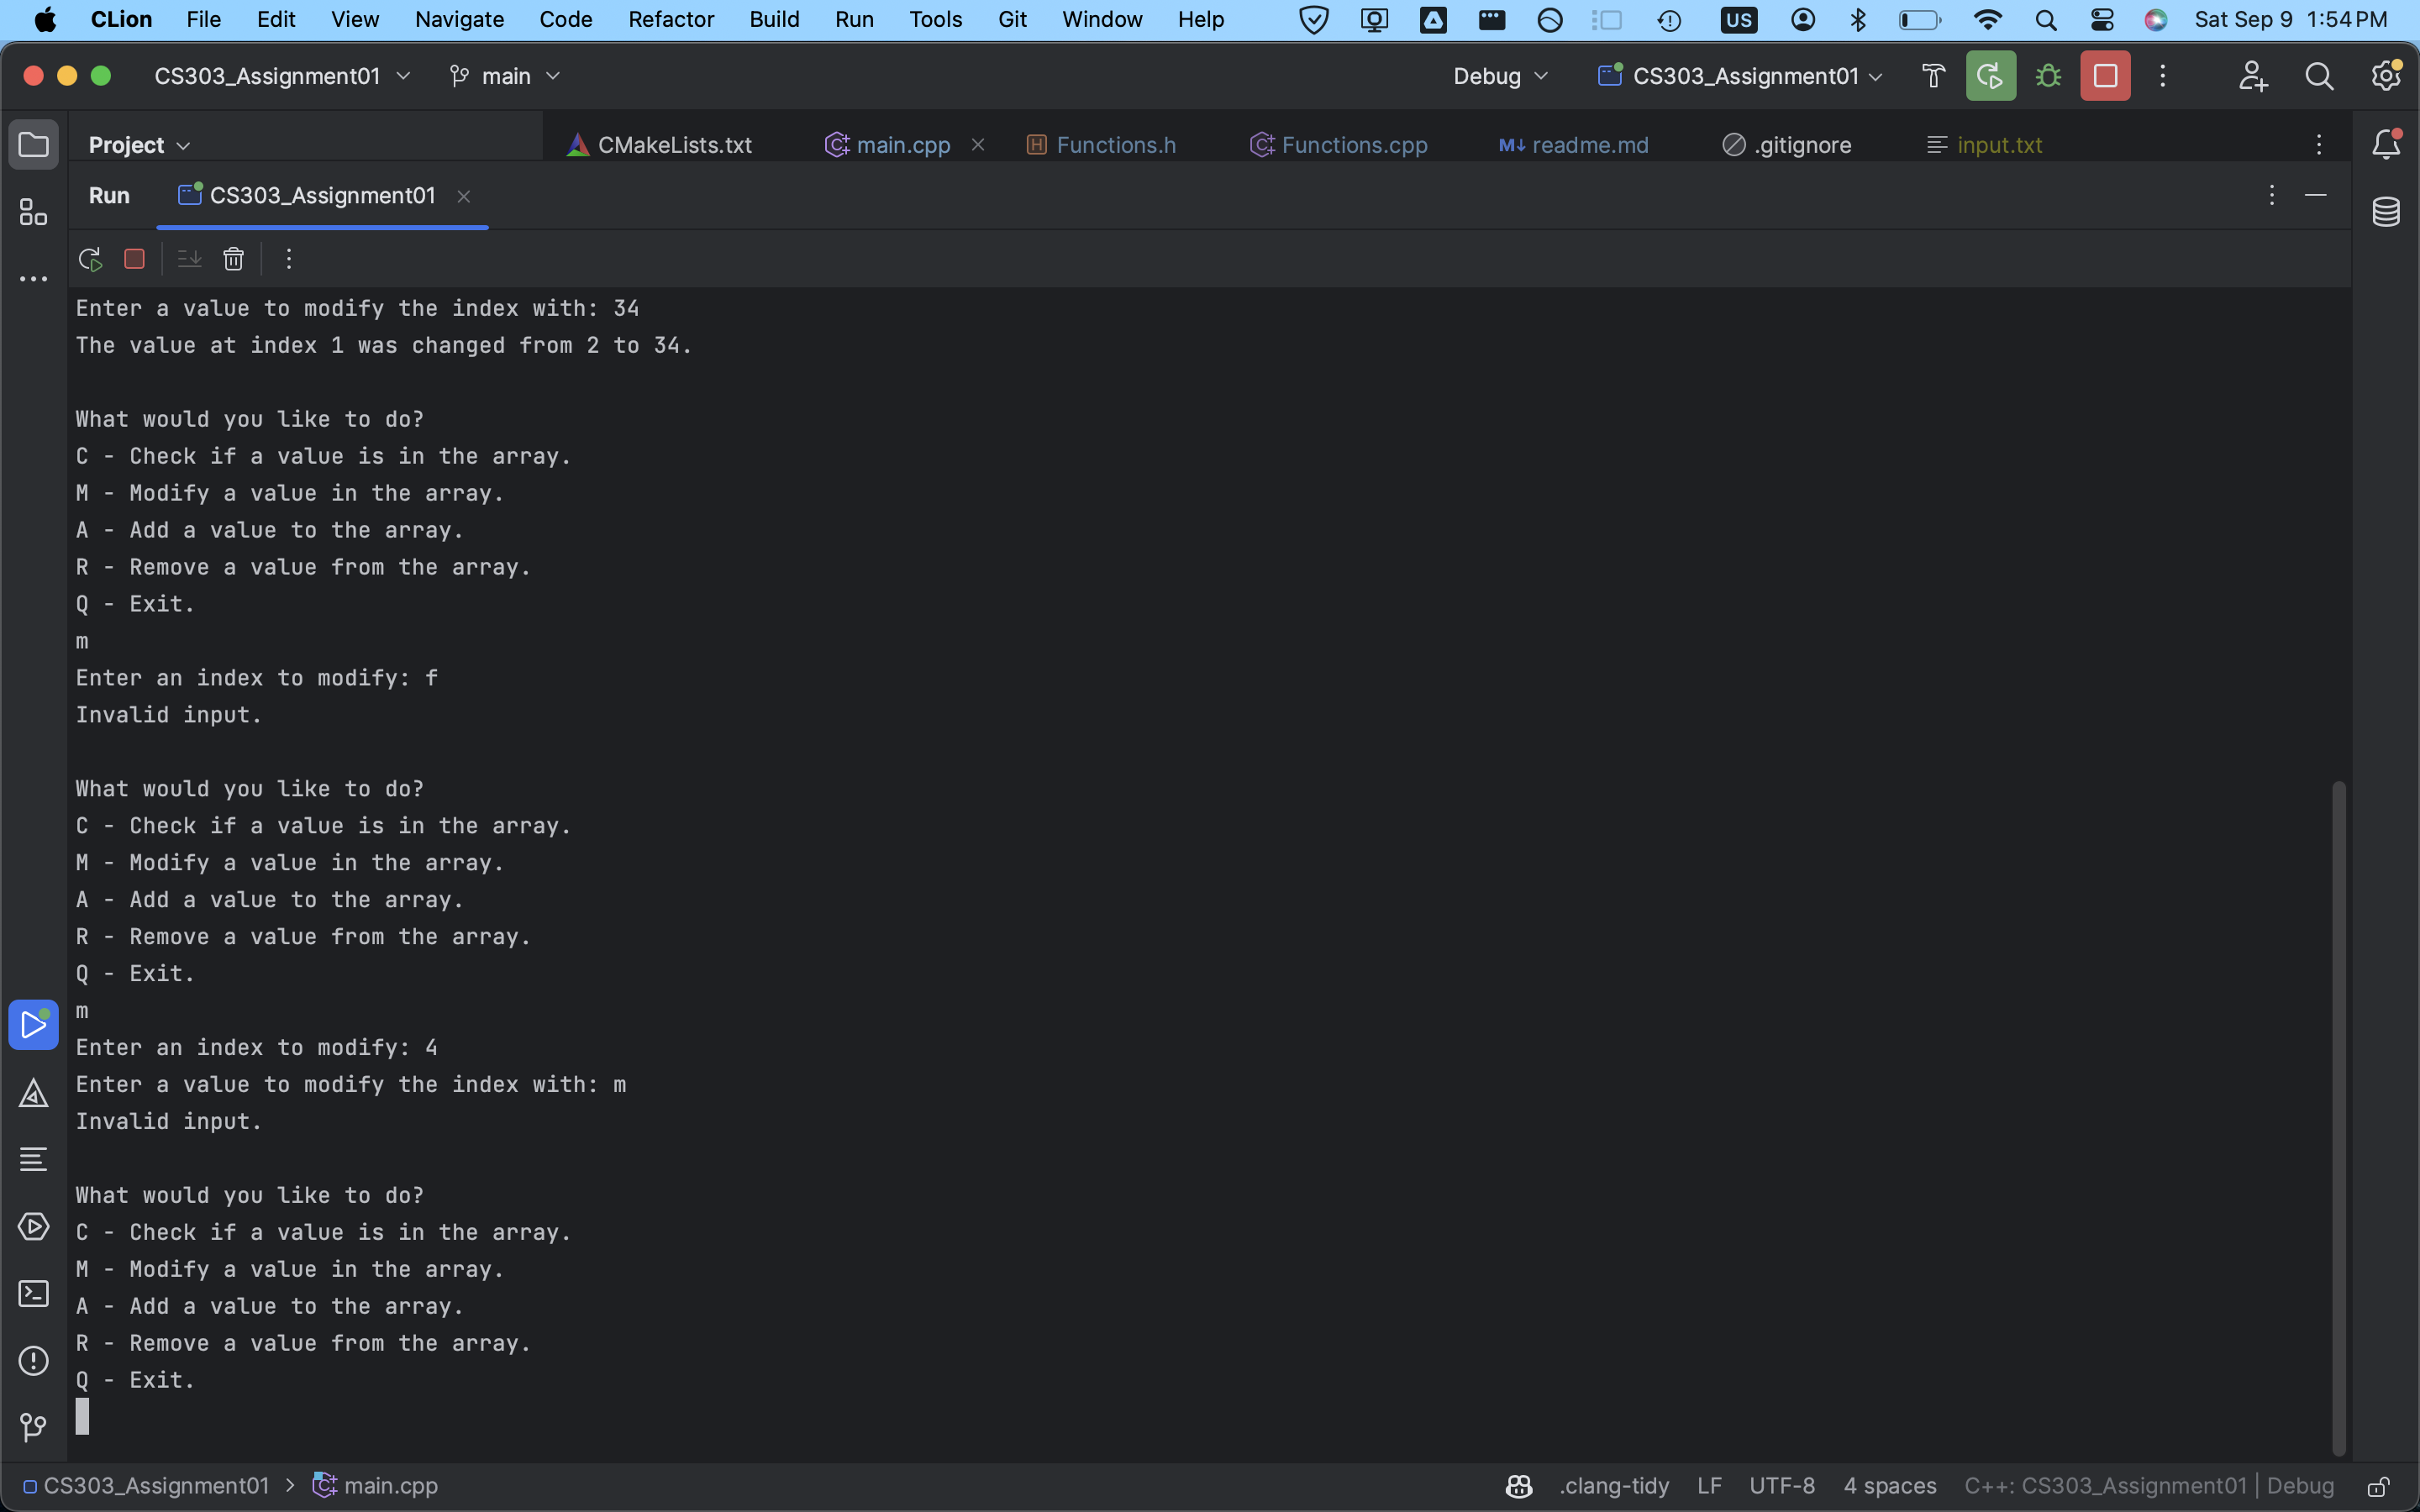 CLion File Edit View Navigate Code Refactor Build Run Tools Git Window Help US Sat Sep 9 1:54 PM
CS303_Assignment01 main Debug CS303_Assignment01
Project CMakeLists.txt main.cpp Functions.h Functions.cpp readme.md .gitignore input.txt
Run CS303_Assignment01
Enter a value to modify the index with: 34
The value at index 1 was changed from 2 to 34.
What would you like to do?
C - Check if a value is in the array.
M - Modify a value in the array.
A - Add a value to the array.
R - Remove a value from the array.
Q - Exit.
m
Enter an index to modify: f
Invalid input.
What would you like to do?
C - Check if a value is in the array.
M - Modify a value in the array.
A - Add a value to the array.
R - Remove a value from the array.
Q - Exit.
m
Enter an index to modify: 4
Enter a value to modify the index with: m
Invalid input.
What would you like to do?
C - Check if a value is in the array.
M - Modify a value in the array.
A - Add a value to the array.
R - Remove a value from the array.
Q - Exit.
CS303_Assignment01 > main.cpp .clang-tidy LF UTF-8 4 spaces C++: CS303_Assignment01 | Debug